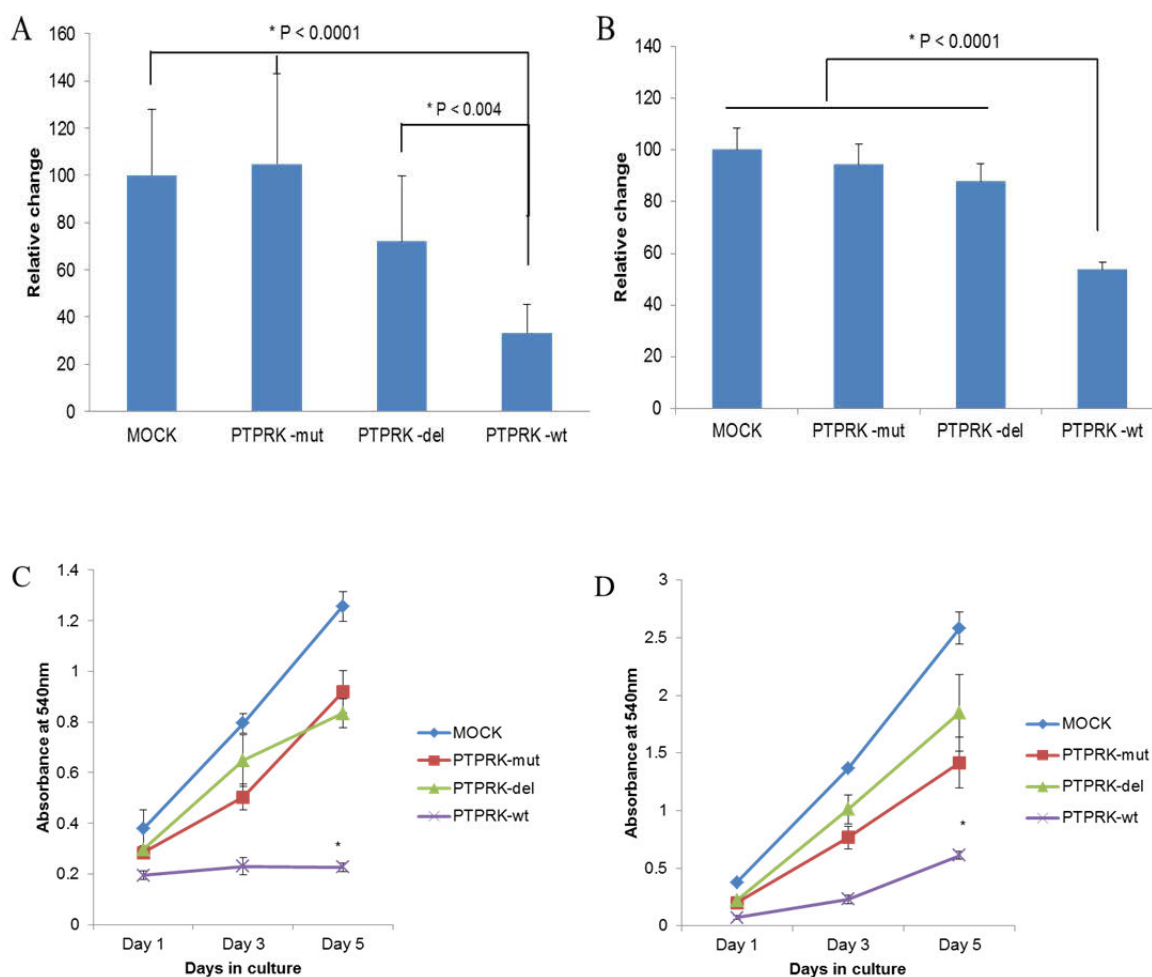 A
* P < 0.0001
* P < 0.004
Relative change
160
140
120
100
80
60
40
20
0
MOCK PTPRK -mut PTPRK -del PTPRK -wt
B
* P < 0.0001
Relative change
140
120
100
80
60
40
20
0
MOCK PTPRK -mut PTPRK -del PTPRK -wt
C
Absorbance at 540nm
1.4
1.2
1
0.8
0.6
0.4
0.2
0
*
Day 1 Day 3 Day 5
Days in culture
MOCK
PTPRK-mut
PTPRK-del
PTPRK-wt
D
Absorbance at 540nm
3
2.5
2
1.5
1
0.5
0
*
Day 1 Day 3 Day 5
Days in culture
MOCK
PTPRK-mut
PTPRK-del
PTPRK-wt